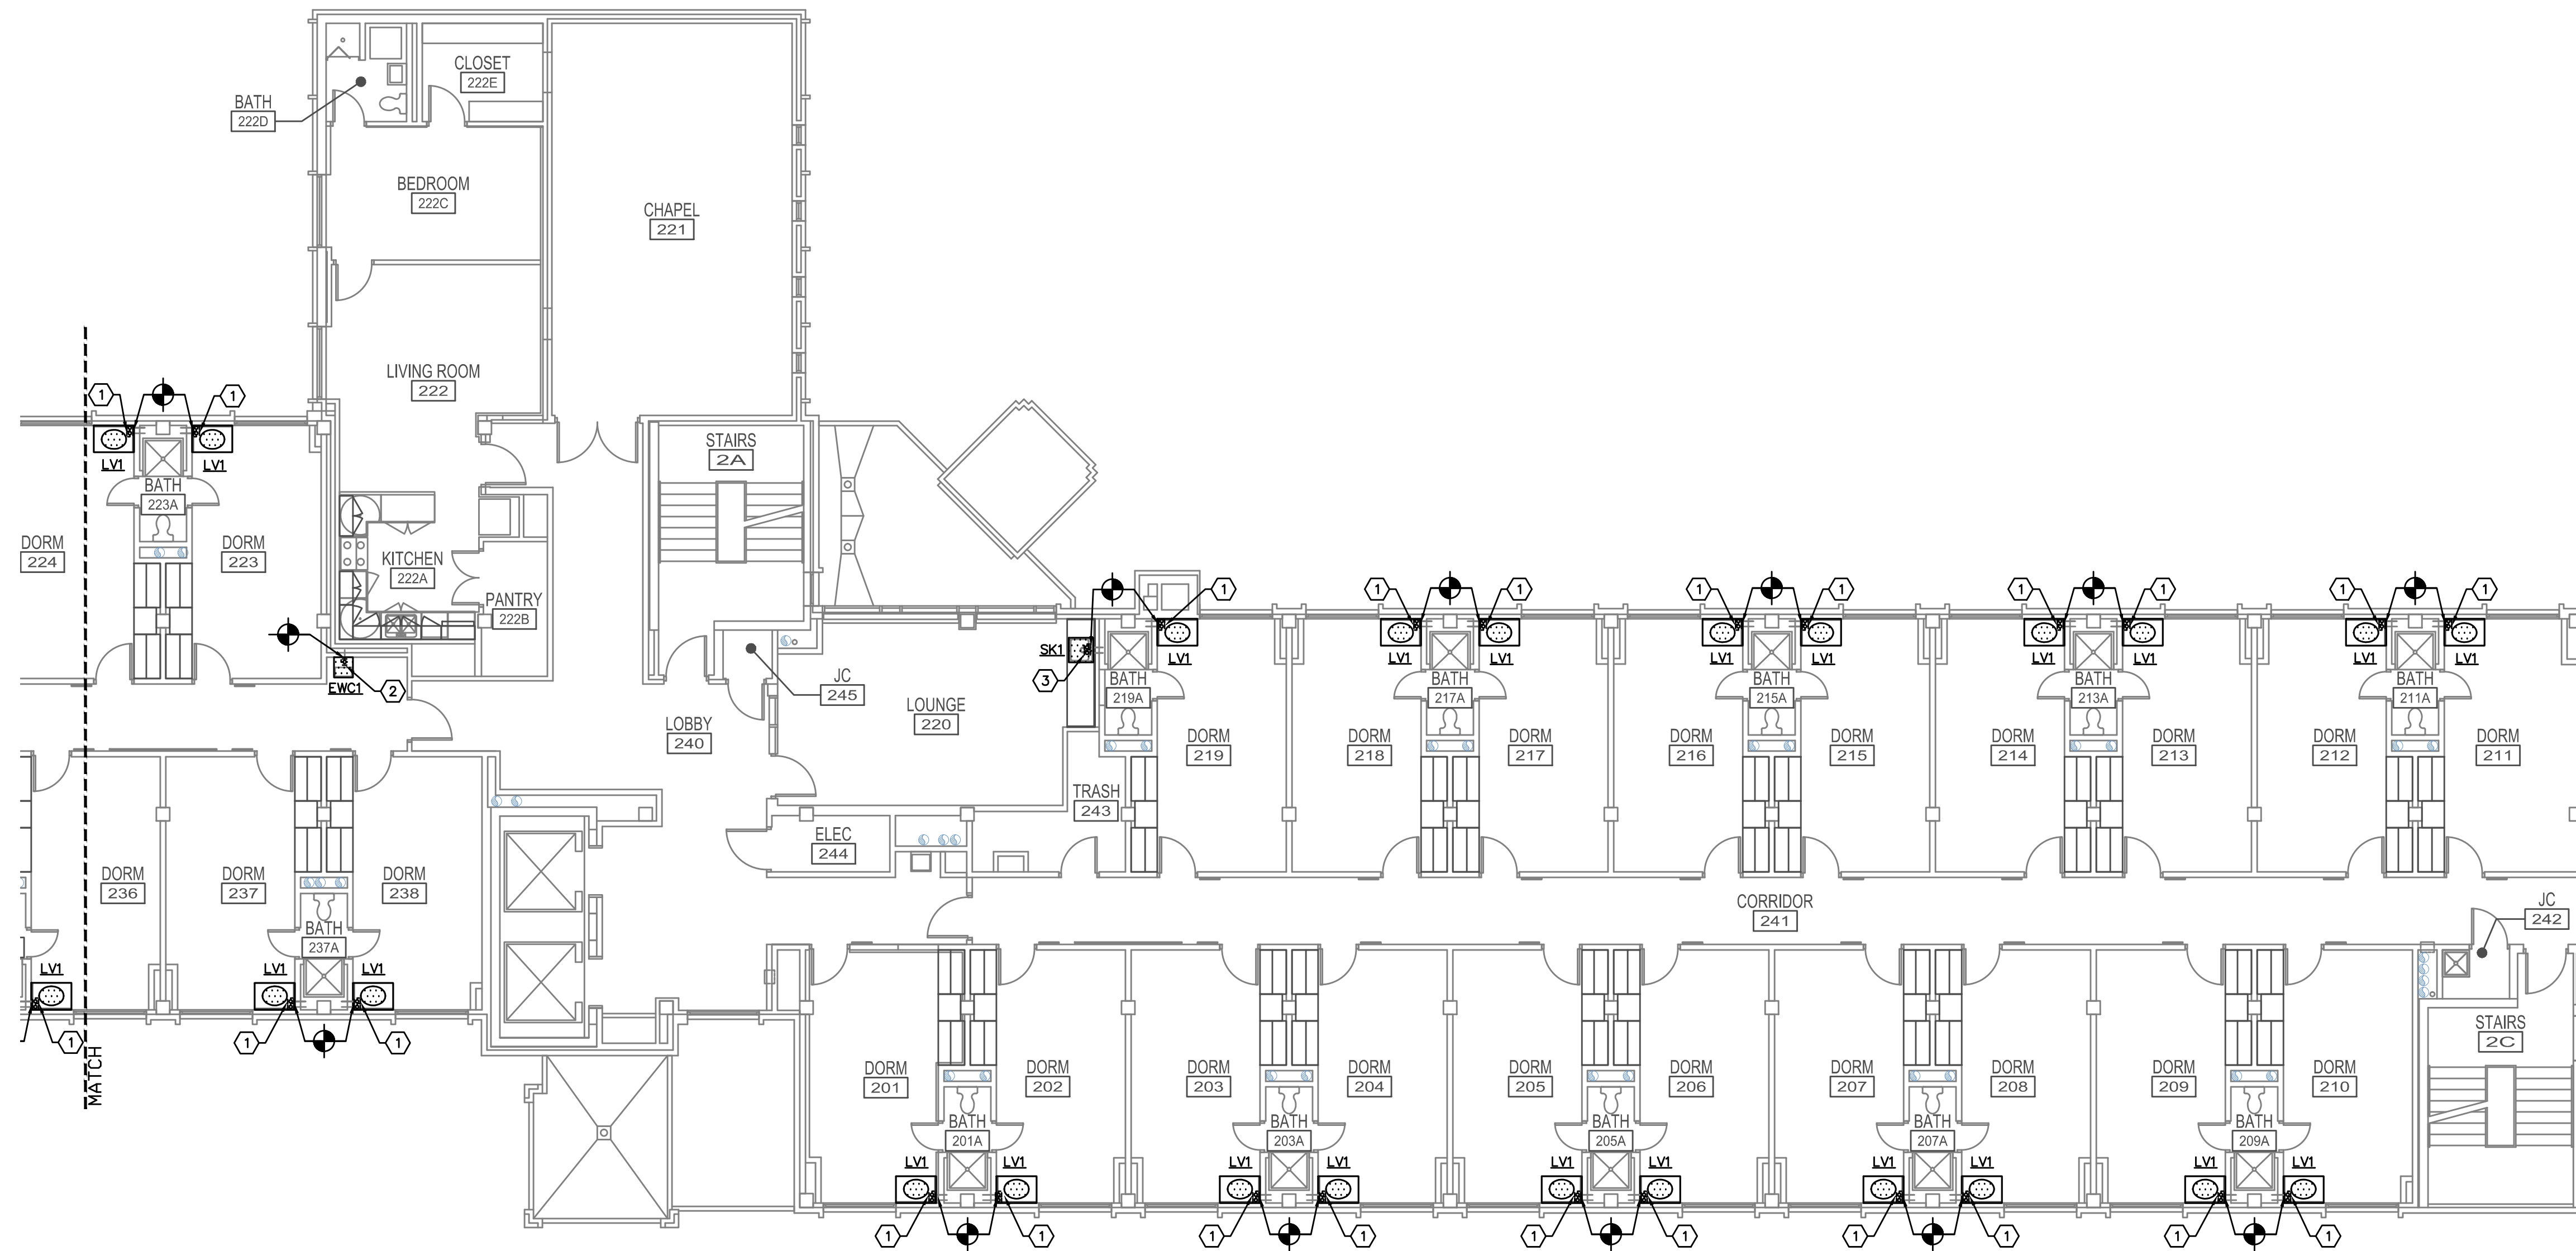 CLOSET
222E
BATH
222D
BEDROOM
222C
CHAPEL
221
LIVING ROOM
222
1
1
LV1
LV1
STAIRS
2A
BATH
223A
DORM
224
DORM
223
KITCHEN
222A
PANTRY
222B
EWC1
2
1
1
1
1
1
1
1
1
1
SK1
3
LV1
LV1
LV1
LV1
LV1
LV1
LV1
LV1
LV1
JC
245
LOBBY
240
LOUNGE
220
BATH
219A
BATH
217A
BATH
215A
BATH
213A
BATH
211A
DORM
219
DORM
218
DORM
217
DORM
216
DORM
215
DORM
214
DORM
213
DORM
212
DORM
211
TRASH
243
ELEC
244
DORM
236
DORM
237
DORM
238
BATH
237A
CORRIDOR
241
JC
242
LV1
LV1
LV1
1
1
1
MATCH
STAIRS
2C
DORM
201
DORM
202
DORM
203
DORM
204
DORM
205
DORM
206
DORM
207
DORM
208
DORM
209
DORM
210
BATH
201A
BATH
203A
BATH
205A
BATH
207A
BATH
209A
LV1
LV1
LV1
LV1
LV1
LV1
LV1
LV1
LV1
LV1
1
1
1
1
1
1
1
1
1
1